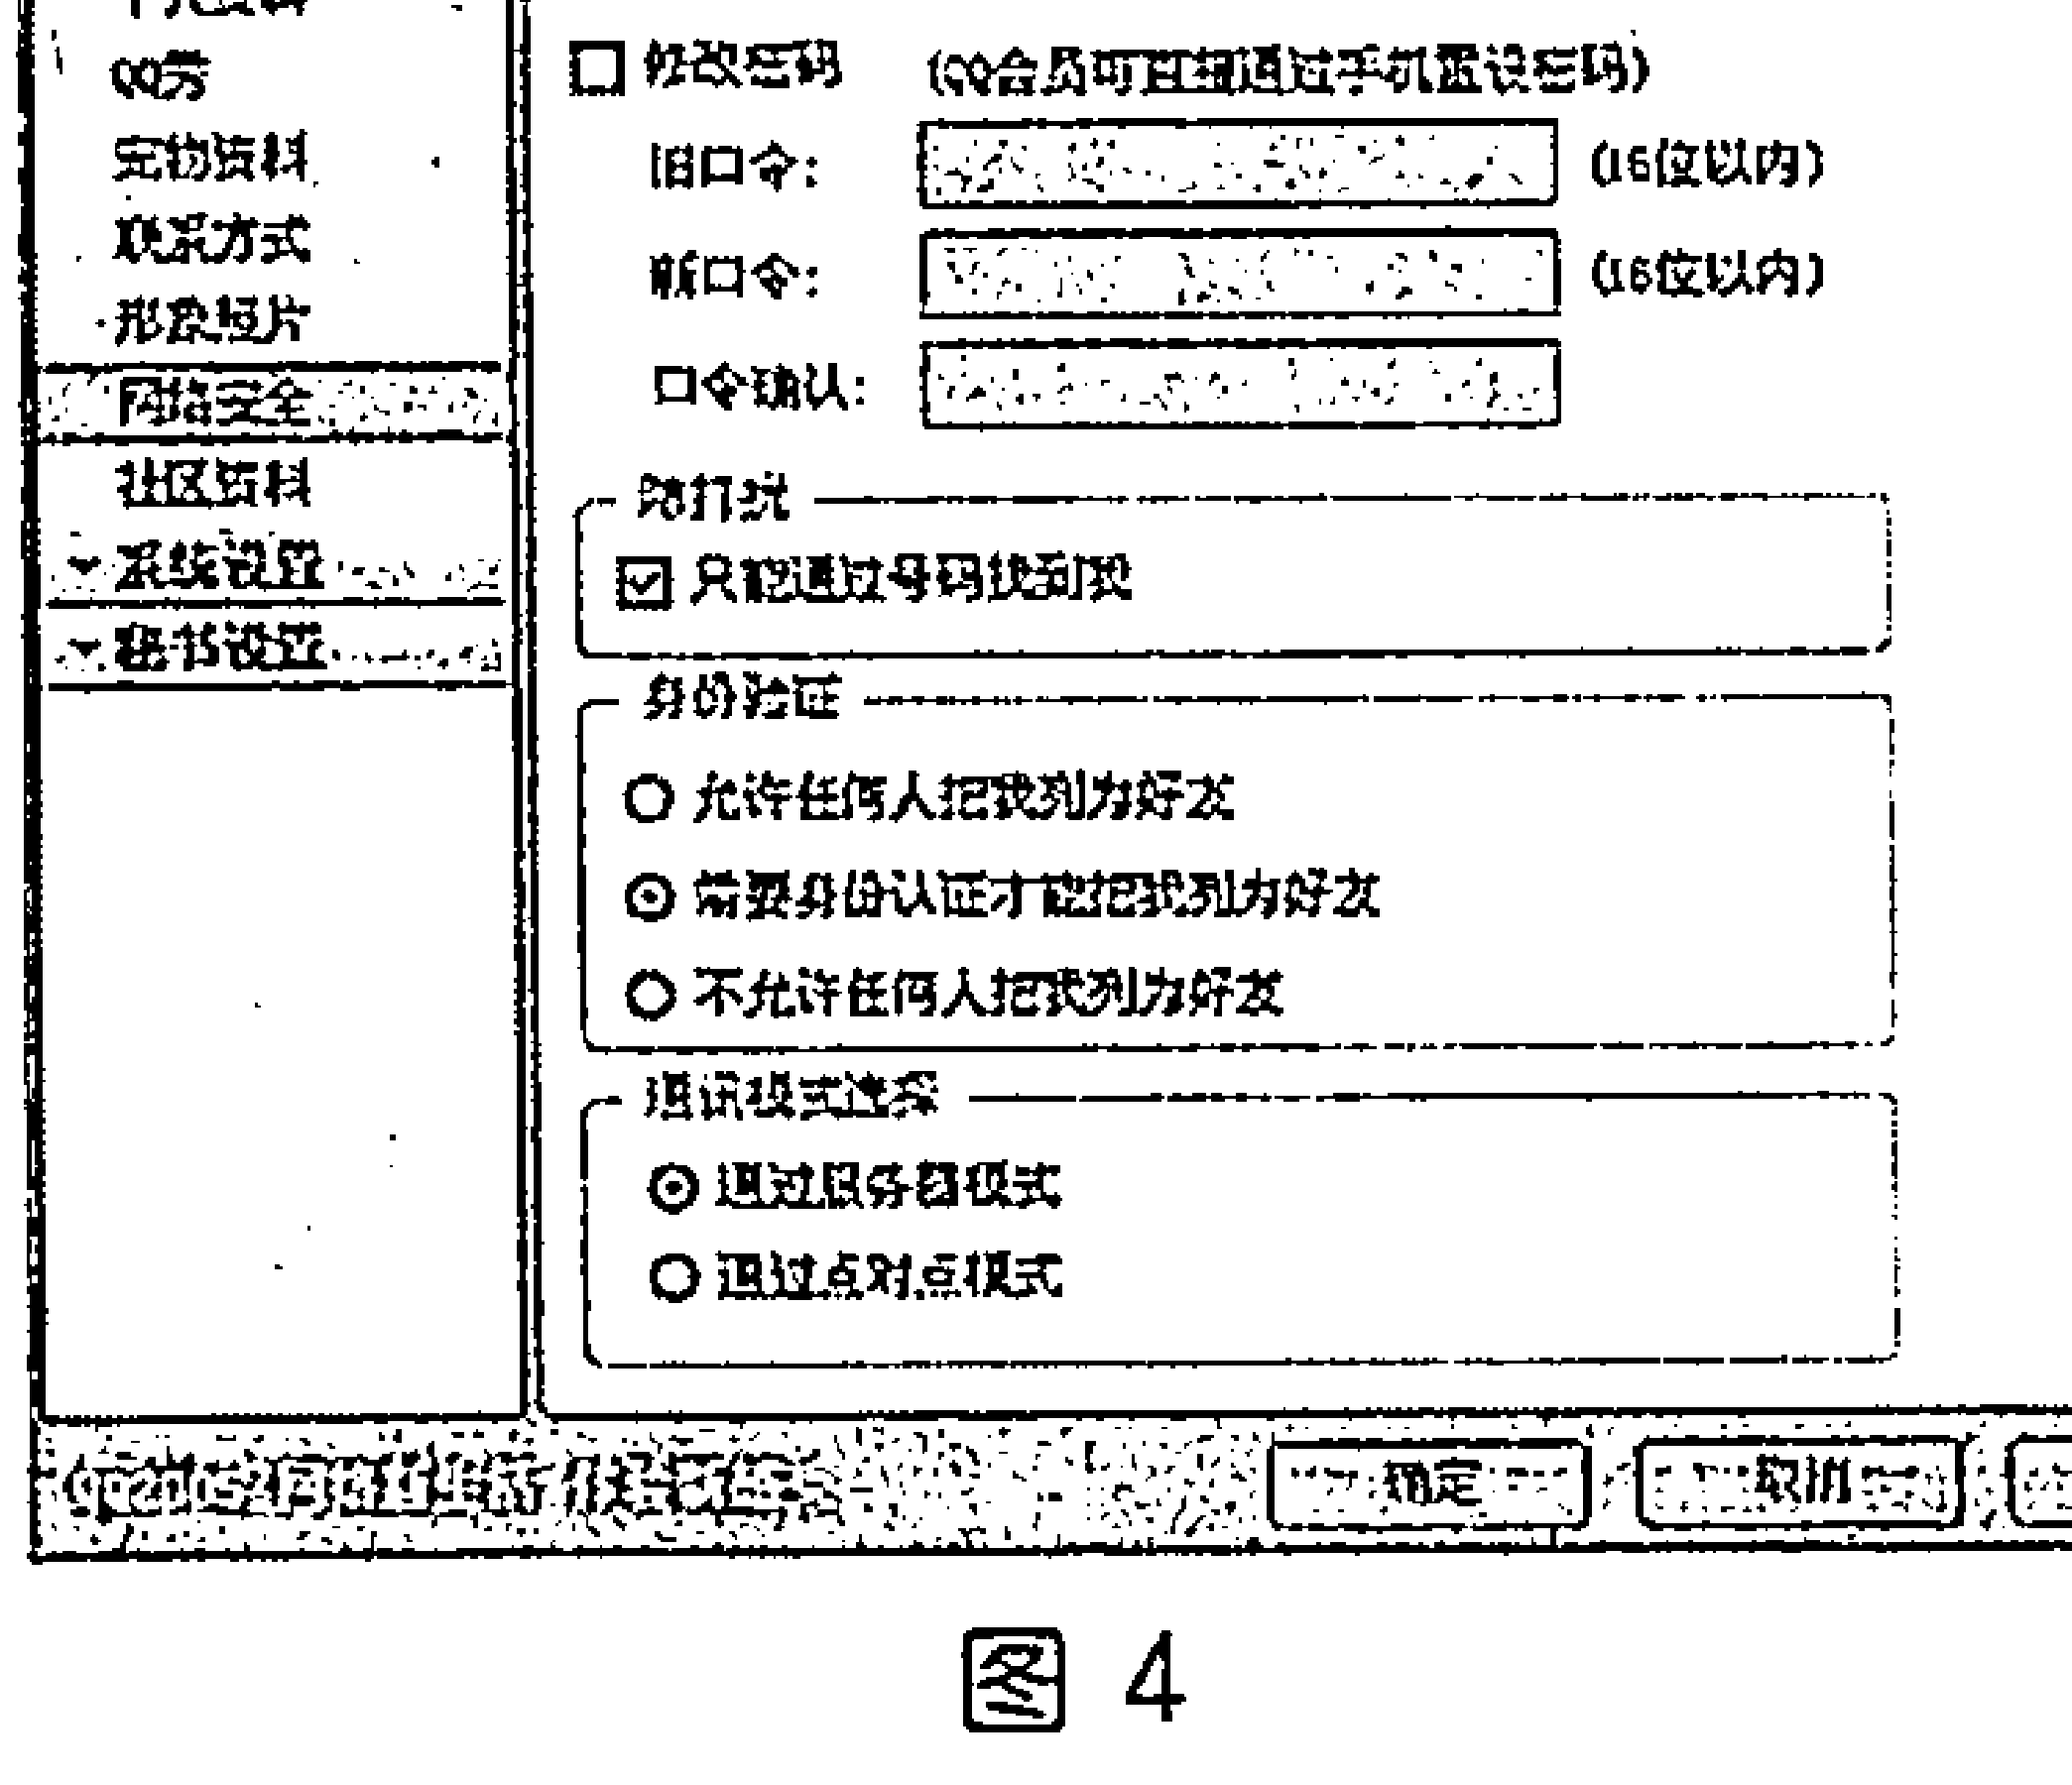 QQ秀
宠物资料
联系方式
形象照片
网络安全
社区资料
系统设置
秘书设置
修改密码 (QQ会员可直接通过手机重设密码)
旧口令: (16位以内)
新口令: (16位以内)
口令确认:
防打扰
只能通过号码找到我
身份验证
允许任何人把我列为好友
需要身份认证才能把我列为好友
不允许任何人把我列为好友
通讯模式选择
通过服务器模式
通过点对点模式
确定 取消
图 4